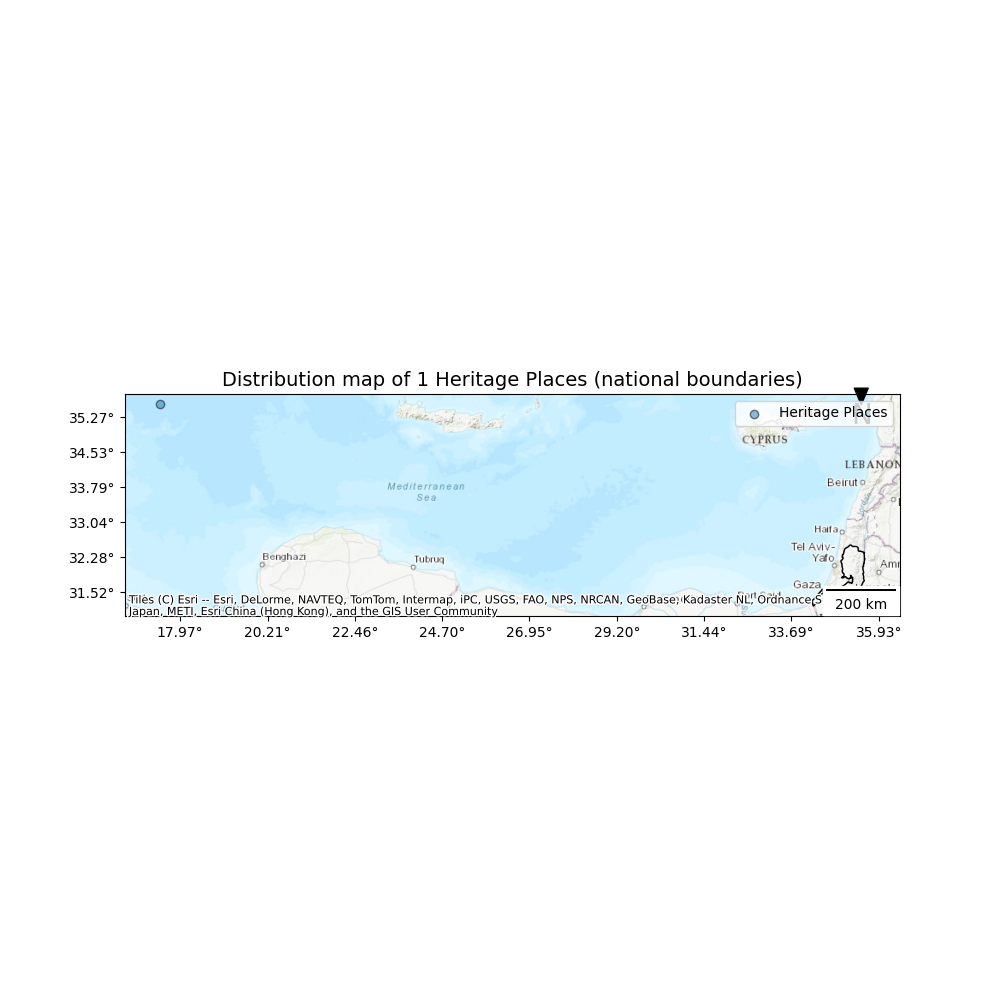 Distribution map of 1 Heritage Places (national boundaries)
Heritage Places
35.27°
34.53°
33.79°
33.04°
32.28°
31.52°
CYPRUS
LEBANON
Beirut
Mediterranean
Sea
Haifa
Tel Aviv-
Yafo
Benghazi
Tubruq
Gaza
Tiles (C) Esri -- Esri, DeLorme, NAVTEQ, TomTom, Intermap, iPC, USGS, FAO, NPS, NRCAN, GeoBase, Kadaster NL, Ordnance S
Japan, METI, Esri China (Hong Kong), and the GIS User Community
200 km
17.97°
20.21°
22.46°
24.70°
26.95°
29.20°
31.44°
33.69°
35.93°